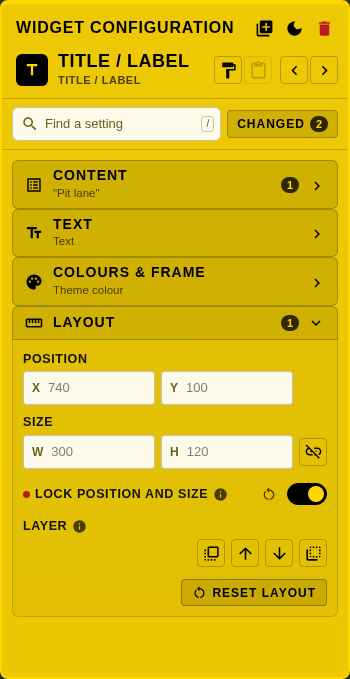 WIDGET CONFIGURATION
T
TITLE / LABEL
TITLE / LABEL
Find a setting
/
CHANGED 2
CONTENT
"Pit lane"
1
TEXT
Text
COLOURS & FRAME
Theme colour
LAYOUT
1
POSITION
X 740
Y 100
SIZE
W 300
H 120
LOCK POSITION AND SIZE
LAYER
RESET LAYOUT